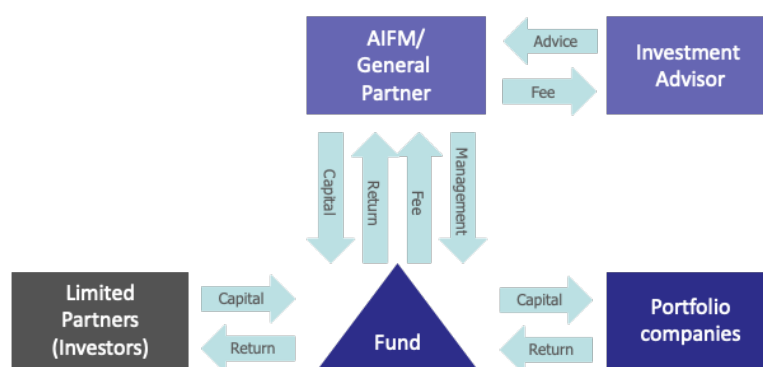 AIFM/
General
Partner
Advice
Fee
Investment
Advisor
Capital
Return
Fee
Management
Limited
Partners
(Investors)
Capital
Return
Fund
Capital
Return
Portfolio
companies